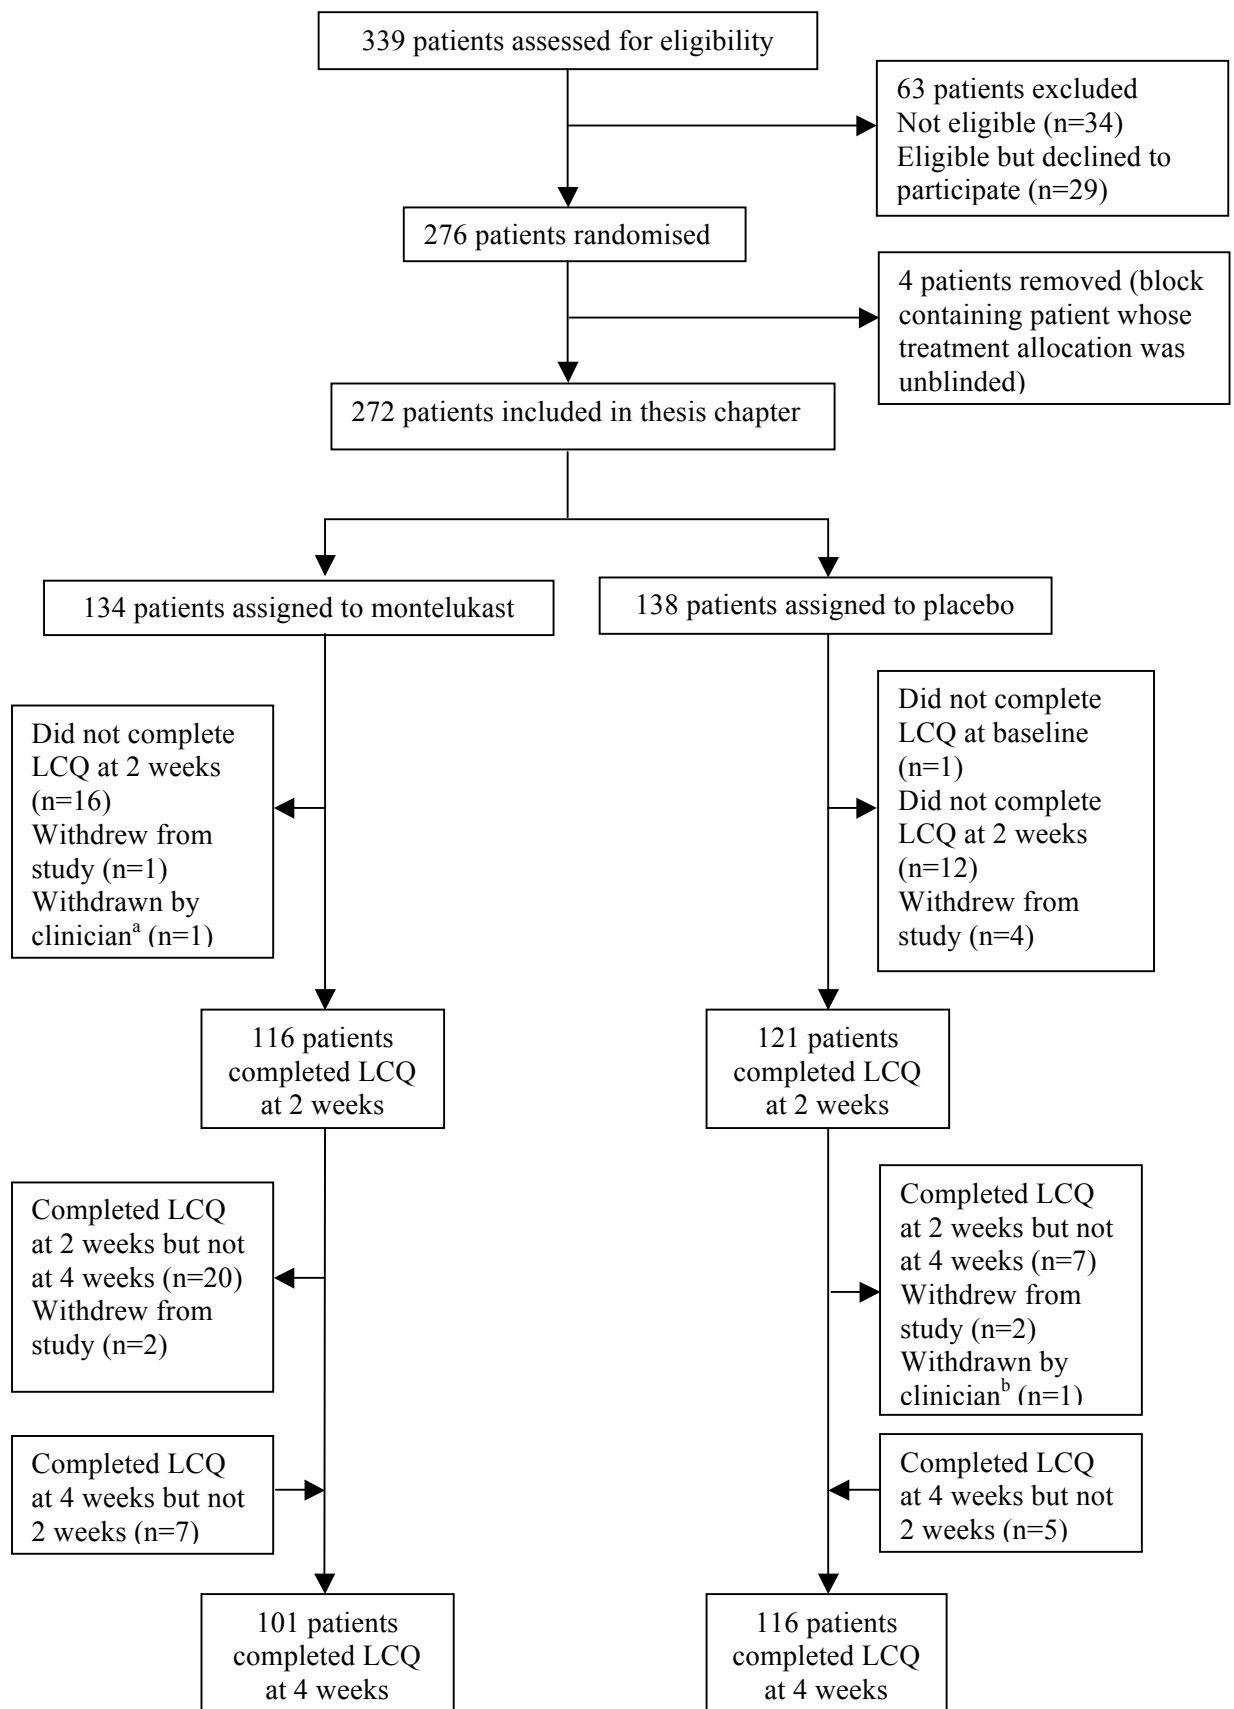 339 patients assessed for eligibility
63 patients excluded
Not eligible (n=34)
Eligible but declined to
participate (n=29)
276 patients randomised
4 patients removed (block
containing patient whose
treatment allocation was
unblinded)
272 patients included in thesis chapter
134 patients assigned to montelukast
138 patients assigned to placebo
Did not complete
LCQ at 2 weeks
(n=16)
Withdrew from
study (n=1)
Withdrawn by
clinicianᵃ (n=1)
Did not complete
LCQ at baseline
(n=1)
Did not complete
LCQ at 2 weeks
(n=12)
Withdrew from
study (n=4)
116 patients
completed LCQ
at 2 weeks
121 patients
completed LCQ
at 2 weeks
Completed LCQ
at 2 weeks but not
at 4 weeks (n=20)
Withdrew from
study (n=2)
Completed LCQ
at 2 weeks but not
at 4 weeks (n=7)
Withdrew from
study (n=2)
Withdrawn by
clinicianᵇ (n=1)
Completed LCQ
at 4 weeks but not
2 weeks (n=7)
Completed LCQ
at 4 weeks but not
2 weeks (n=5)
101 patients
completed LCQ
at 4 weeks
116 patients
completed LCQ
at 4 weeks